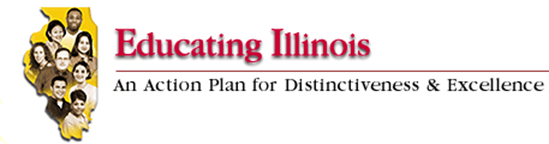 Educating Illinois
An Action Plan for Distinctiveness & Excellence